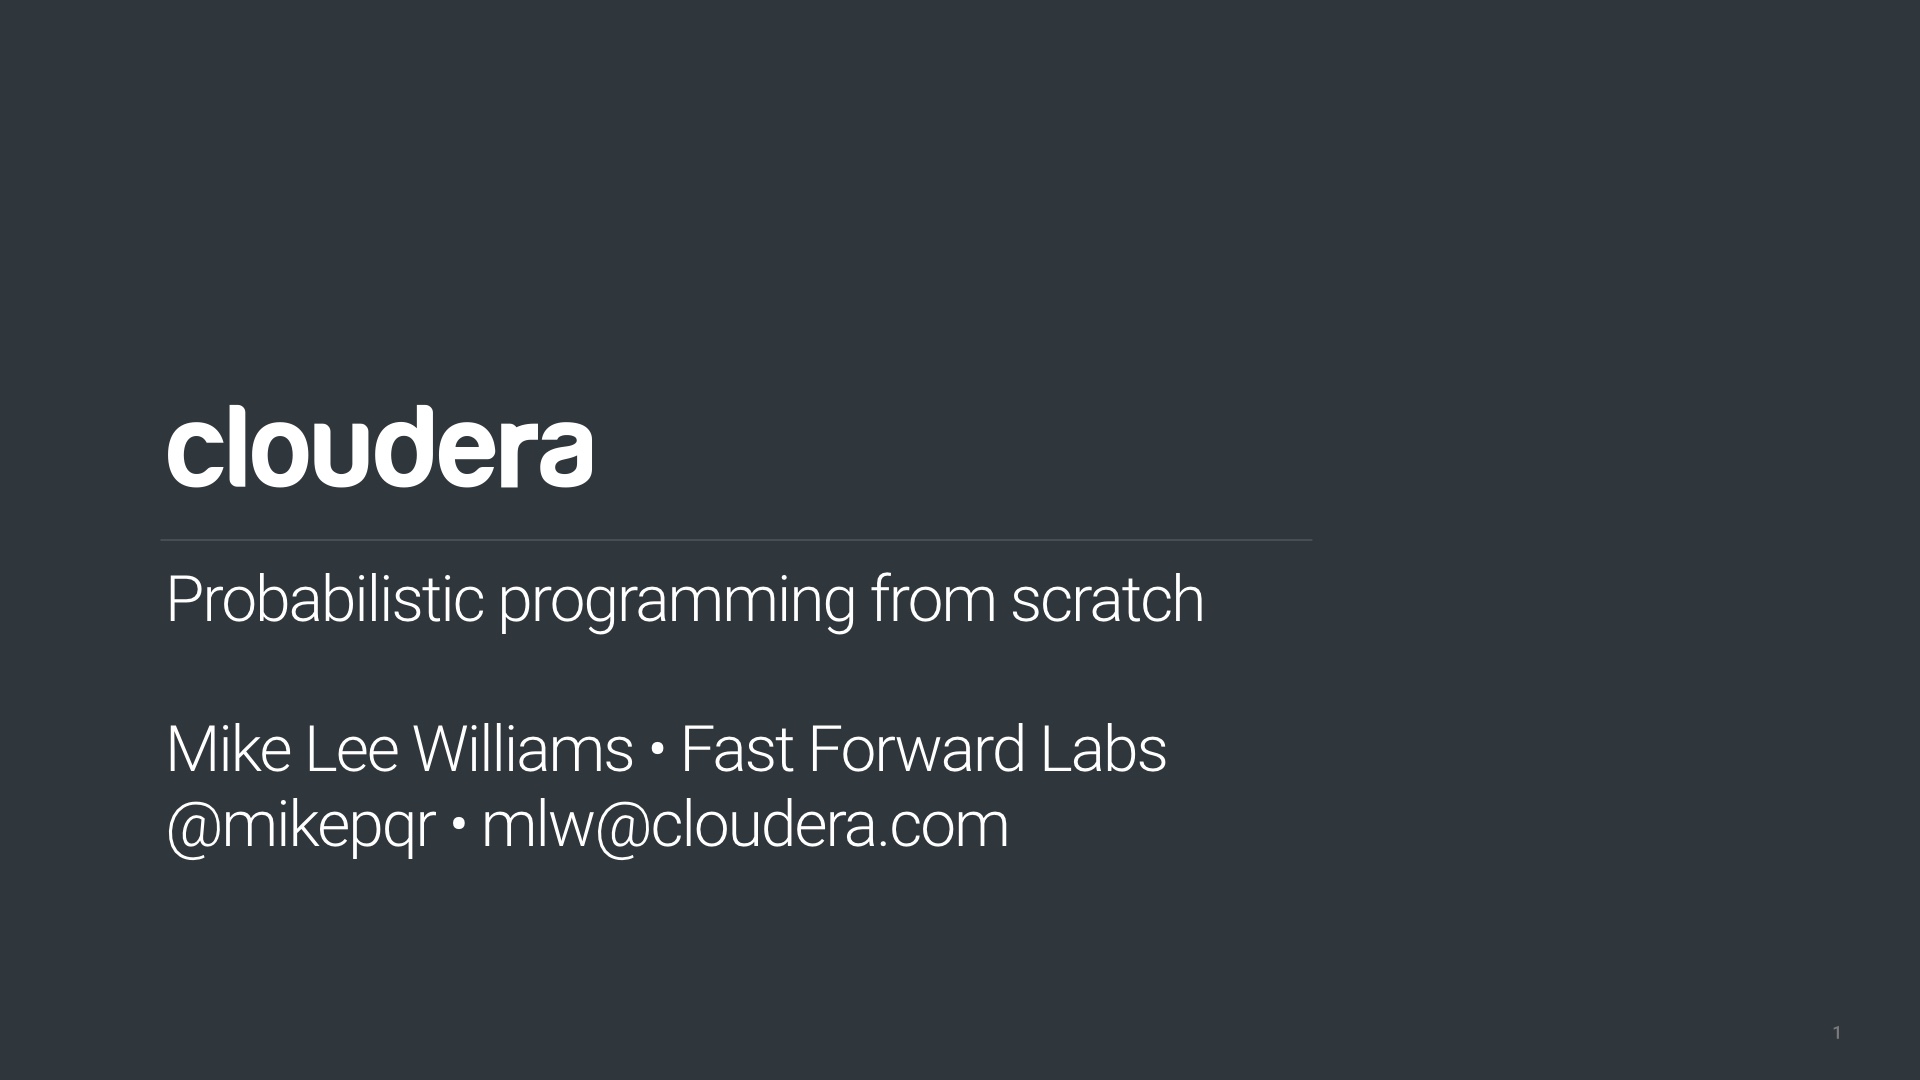 cloudera
Probabilistic programming from scratch
Mike Lee Williams • Fast Forward Labs
@mikepqr • mlw@cloudera.com
1